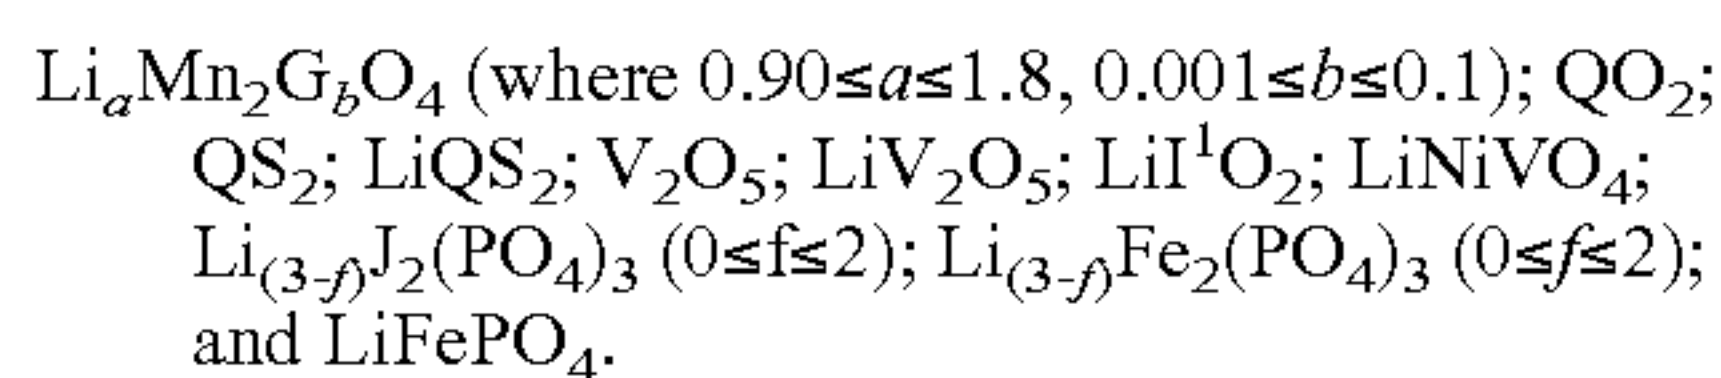 LiₐMn₂G_bO₄ (where 0.90≤a≤1.8, 0.001≤b≤0.1); QO₂;
QS₂; LiQS₂; V₂O₅; LiV₂O₅; LiI¹O₂; LiNiVO₄;
Li₍₃₋f₎J₂(PO₄)₃ (0≤f≤2); Li₍₃₋f₎Fe₂(PO₄)₃ (0≤f≤2);
and LiFePO₄.